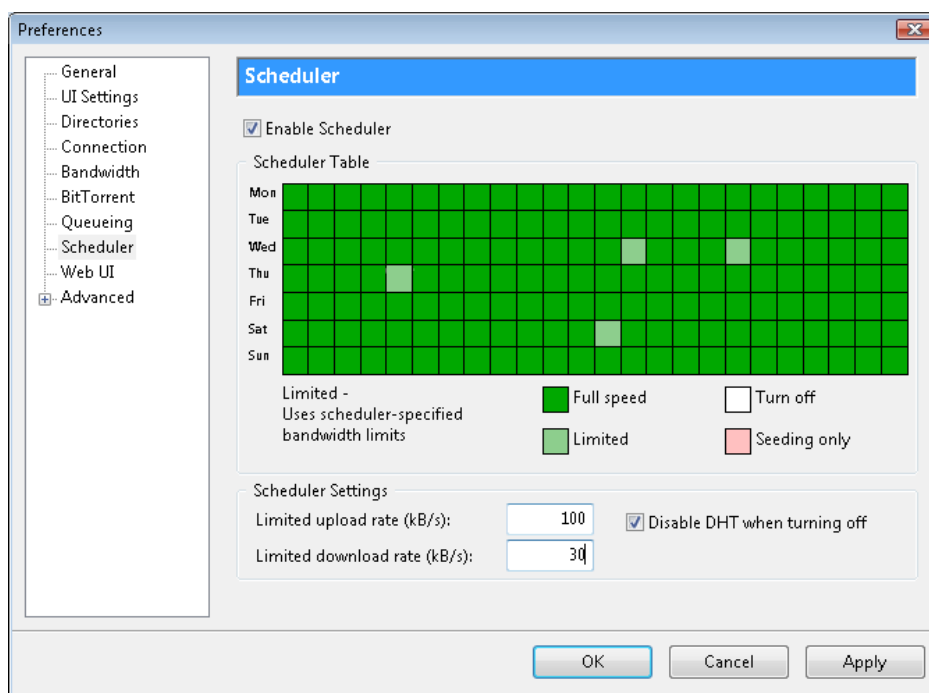 Preferences
General
UI Settings
Directories
Connection
Bandwidth
BitTorrent
Queueing
Scheduler
Web UI
Advanced
Scheduler
Enable Scheduler
Scheduler Table
Mon
Tue
Wed
Thu
Fri
Sat
Sun
Limited -
Uses scheduler-specified
bandwidth limits
Full speed
Turn off
Limited
Seeding only
Scheduler Settings
Limited upload rate (kB/s): 100
Disable DHT when turning off
Limited download rate (kB/s): 30
OK Cancel Apply